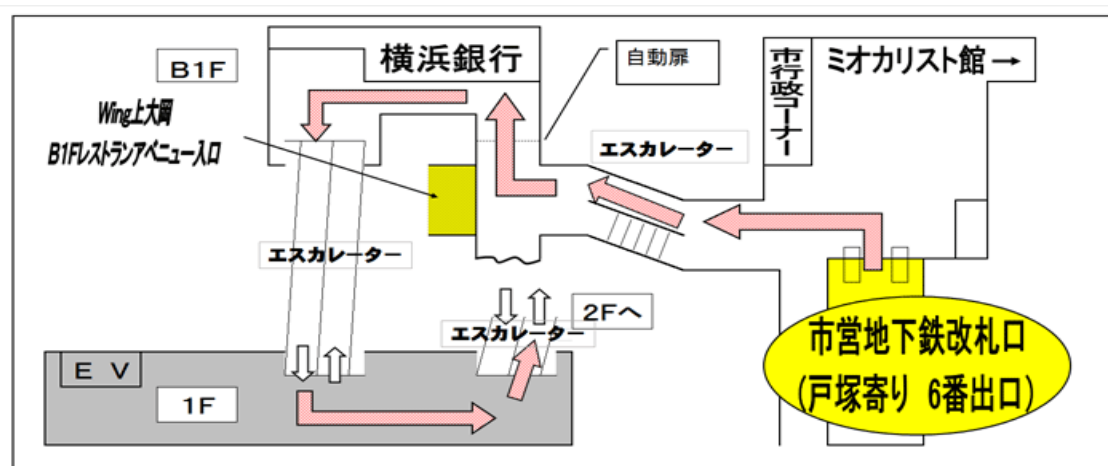 B1F
横浜銀行
自動扉
市行政コーナー
ミオカリスト館→
Wing上大岡
B1Fレストランアベニュー入口
エスカレーター
エスカレーター
2Fへ
エスカレーター
EV
1F
市営地下鉄改札口
(戸塚寄り 6番出口)